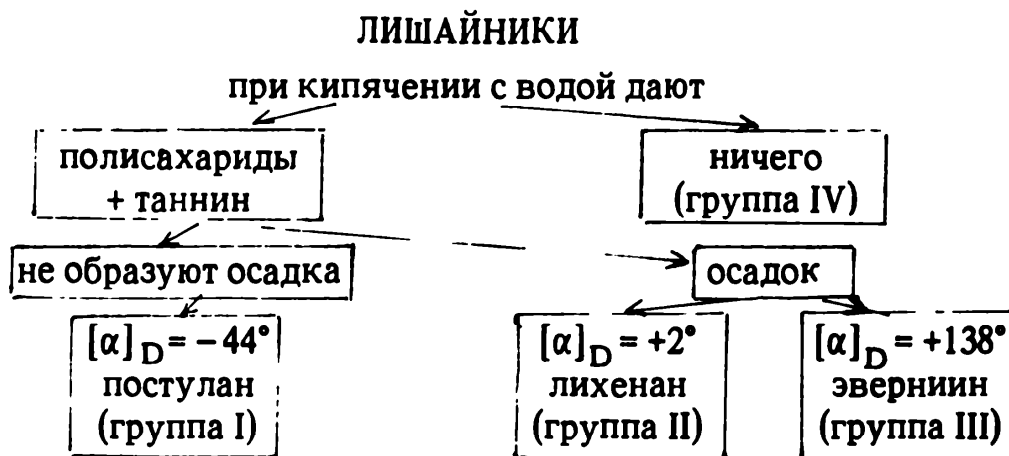 ЛИШАЙНИКИ
при кипячении с водой дают
полисахариды
+ таннин
ничего
(группа IV)
не образуют осадка
осадок
[α]D = −44°
постулан
(группа I)
[α]D = +2°
лихенан
(группа II)
[α]D = +138°
эверниин
(группа III)